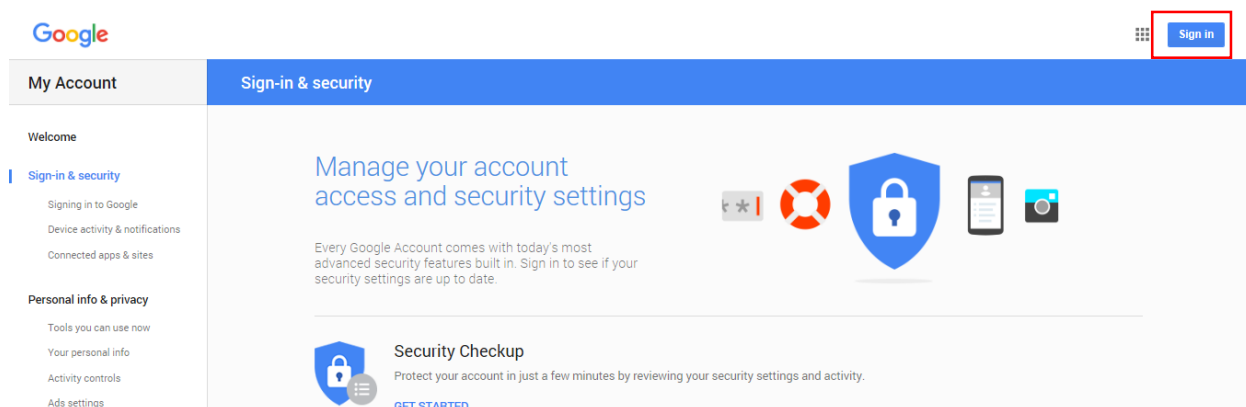 Google
Sign in
My Account
Sign-in & security
Welcome
Sign-in & security
Signing to Google
Device activity & notifications
Connected apps & sites
Personal info & privacy
Tools you can use now
Your personal info
Activity controls
Ads settings
Manage your account
access and security settings
Every Google Account comes with today's most
advanced security features built in. Sign in to see if your
security settings are up to date.
Security Checkup
Protect your account in just a few minutes by reviewing your security settings and activity.
GET STARTED